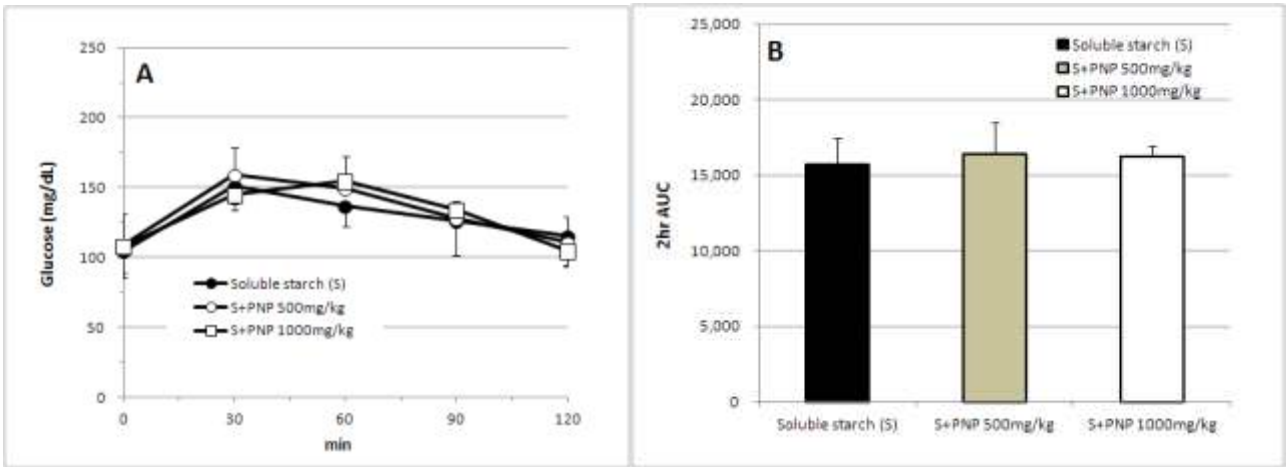 A
Glucose (mg/dL)
250
200
150
100
50
0
0 30 60 90 120
min
Soluble starch (S)
S+PNP 500mg/kg
S+PNP 1000mg/kg
B
2hr AUC
25,000
20,000
15,000
10,000
5,000
0
Soluble starch (S)
S+PNP 500mg/kg
S+PNP 1000mg/kg
Soluble starch (S) S+PNP 500mg/kg S+PNP 1000mg/kg